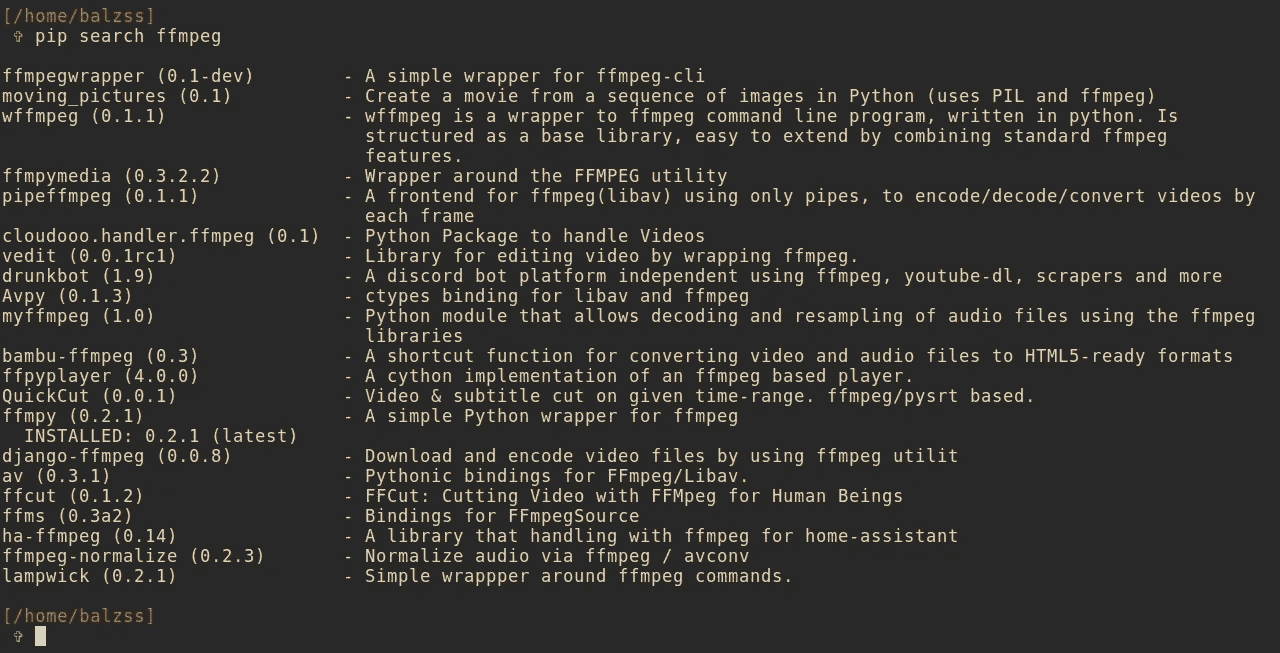 [/home/balzss]
✞ pip search ffmpeg
ffmpegwrapper (0.1-dev) - A simple wrapper for ffmpeg-cli
moving_pictures (0.1) - Create a movie from a sequence of images in Python (uses PIL and ffmpeg)
wffmpeg (0.1.1) - wffmpeg is a wrapper to ffmpeg command line program, written in python. Is
structured as a base library, easy to extend by combining standard ffmpeg
features.
ffmpymedia (0.3.2.2) - Wrapper around the FFMPEG utility
pipeffmpeg (0.1.1) - A frontend for ffmpeg(libav) using only pipes, to encode/decode/convert videos by
each frame
cloudooo.handler.ffmpeg (0.1) - Python Package to handle Videos
vedit (0.0.1rc1) - Library for editing video by wrapping ffmpeg.
drunkbot (1.9) - A discord bot platform independent using ffmpeg, youtube-dl, scrapers and more
Avpy (0.1.3) - ctypes binding for libav and ffmpeg
myffmpeg (1.0) - Python module that allows decoding and resampling of audio files using the ffmpeg
libraries
bambu-ffmpeg (0.3) - A shortcut function for converting video and audio files to HTML5-ready formats
ffpyplayer (4.0.0) - A cython implementation of an ffmpeg based player.
QuickCut (0.0.1) - Video & subtitle cut on given time-range. ffmpeg/pysrt based.
ffmpy (0.2.1) - A simple Python wrapper for ffmpeg
INSTALLED: 0.2.1 (latest)
django-ffmpeg (0.0.8) - Download and encode video files by using ffmpeg utilit
av (0.3.1) - Pythonic bindings for FFmpeg/Libav.
ffcut (0.1.2) - FFCut: Cutting Video with FFMpeg for Human Beings
ffms (0.3a2) - Bindings for FFmpegSource
ha-ffmpeg (0.14) - A library that handling with ffmpeg for home-assistant
ffmpeg-normalize (0.2.3) - Normalize audio via ffmpeg / avconv
lampwick (0.2.1) - Simple wrappper around ffmpeg commands.
[/home/balzss]
✞